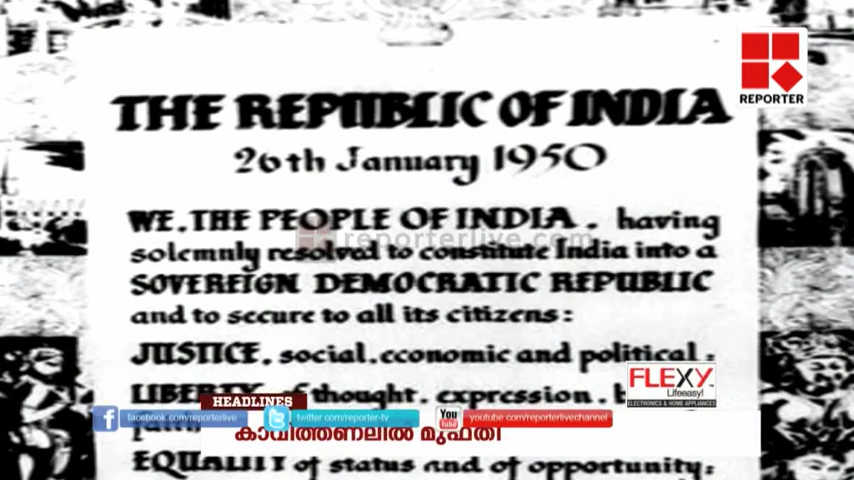 REPORTER
THE REPUBLIC OF INDIA
26th January 1950
WE, THE PEOPLE OF INDIA, having
reporterlive.com
solemnly resolved to constitute India into a
SOVEREIGN DEMOCRATIC REPUBLIC
and to secure to all its citizens:
JUSTICE, social, economic and political;
FLEXY
Lifeeasy!
ELECTRONICS & HOME APPLIANCES
LIBERTY of thought, expression,
HEADLINES
facebook.com/reporterlive
twitter.com/reporter-tv
You Tube
youtube.com/reporterlivechannel
കാവിത്തണലിൽ മുഫ്തി
EQUALITY of status and of opportunity;